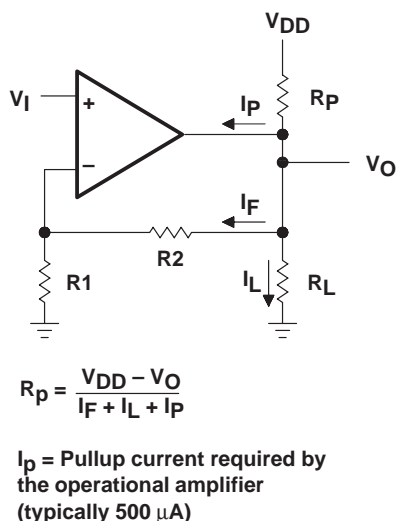 VDD
VI
+
IP
RP
VO
−
IF
R2
R1
IL
RL
Rp = VDD – VO
IF + IL + IP
Ip = Pullup current required by
the operational amplifier
(typically 500 μA)